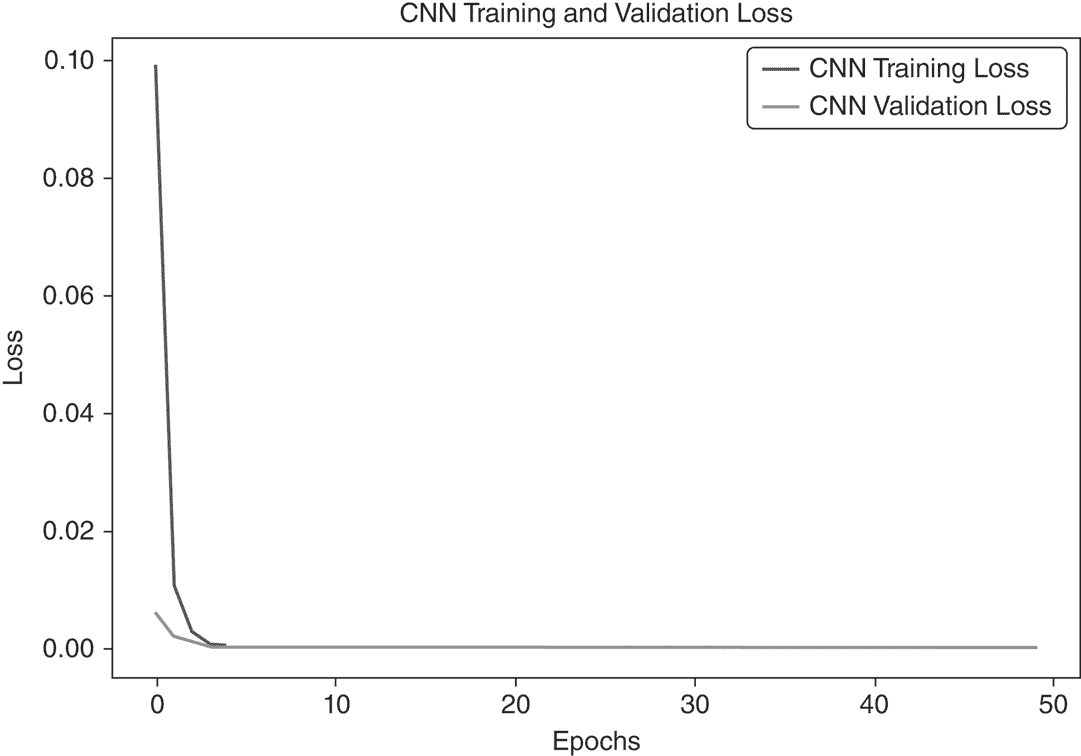 CNN Training and Validation Loss
0.10
CNN Training Loss
CNN Validation Loss
0.08
0.06
Loss
0.04
0.02
0.00
0 10 20 30 40 50
Epochs